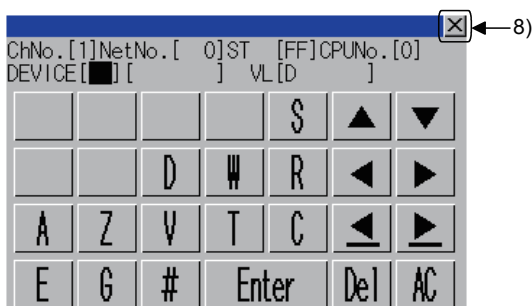 8)
ChNo.[1]NetNo.[  0]ST  [FF]CPUNo.[0]
DEVICE[ ][        ]  VL[D      ]
S
D W R
A Z V T C
E G # Enter Del AC